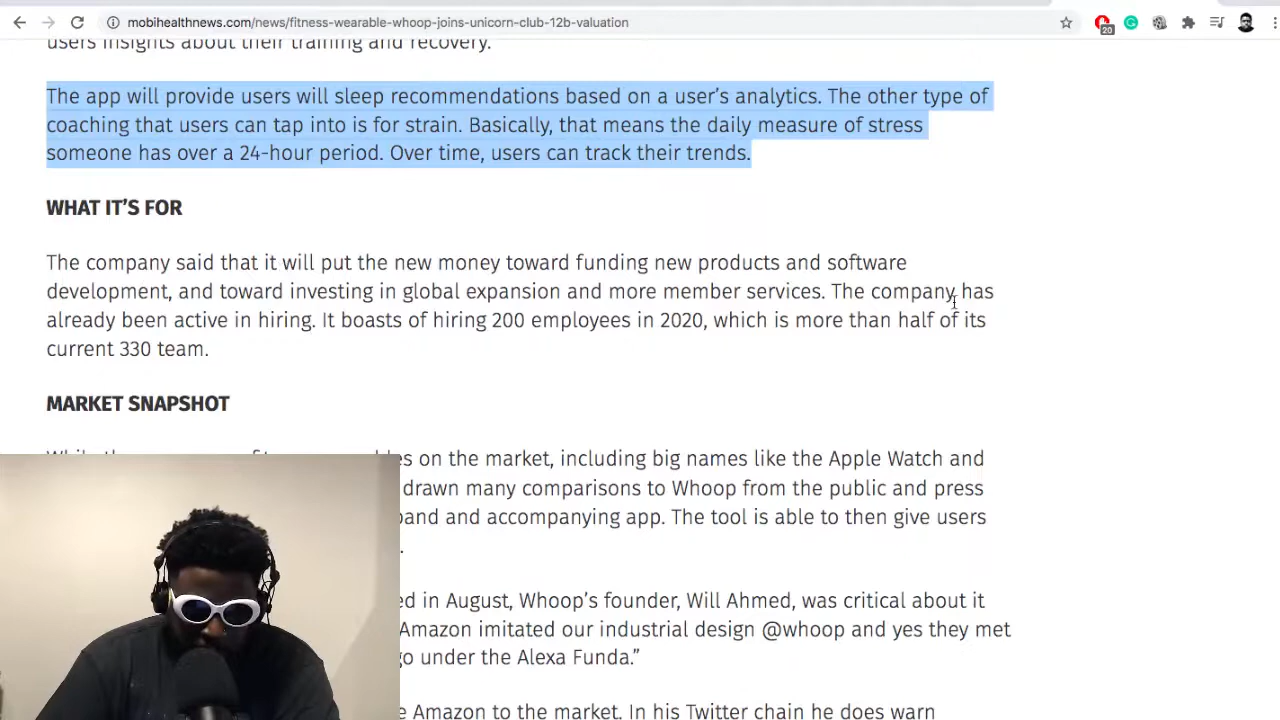 mobihealthnews.com/news/fitness-wearable-whoop-joins-unicorn-club-12b-valuation
20
users insights about their training and recovery.
The app will provide users will sleep recommendations based on a user’s analytics. The other type of
coaching that users can tap into is for strain. Basically, that means the daily measure of stress
someone has over a 24-hour period. Over time, users can track their trends.
WHAT IT’S FOR
The company said that it will put the new money toward funding new products and software
development, and toward investing in global expansion and more member services. The company has
already been active in hiring. It boasts of hiring 200 employees in 2020, which is more than half of its
current 330 team.
MARKET SNAPSHOT
on the market, including big names like the Apple Watch and
drawn many comparisons to Whoop from the public and press
and accompanying app. The tool is able to then give users
in August, Whoop’s founder, Will Ahmed, was critical about it
Amazon imitated our industrial design @whoop and yes they met
go under the Alexa Funda.”
Amazon to the market. In his Twitter chain he does warn